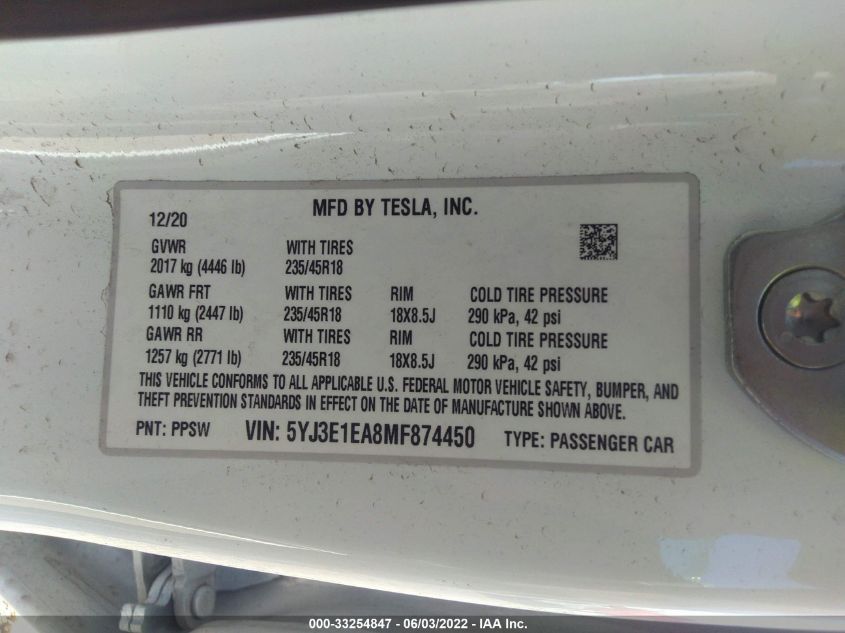 12/20 MFD BY TESLA, INC.
GVWR WITH TIRES
2017 kg (4446 lb) 235/45R18
GAWR FRT WITH TIRES RIM COLD TIRE PRESSURE
1110 kg (2447 lb) 235/45R18 18X8.5J 290 kPa, 42 psi
GAWR RR WITH TIRES RIM COLD TIRE PRESSURE
1257 kg (2771 lb) 235/45R18 18X8.5J 290 kPa, 42 psi
THIS VEHICLE CONFORMS TO ALL APPLICABLE U.S. FEDERAL MOTOR VEHICLE SAFETY, BUMPER, AND
THEFT PREVENTION STANDARDS IN EFFECT ON THE DATE OF MANUFACTURE SHOWN ABOVE.
PNT: PPSW VIN: 5YJ3E1EA8MF874450 TYPE: PASSENGER CAR
000-33254847 - 06/03/2022 - IAA Inc.